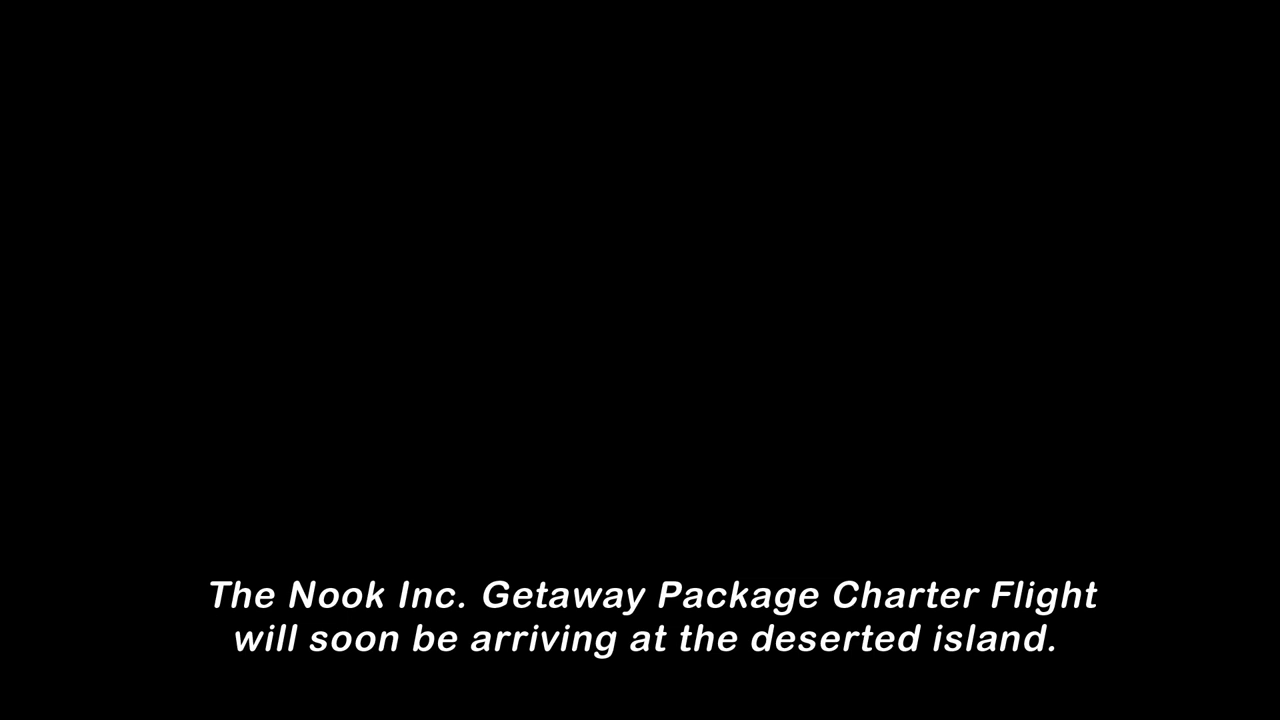 The Nook Inc. Getaway Package Charter Flight
will soon be arriving at the deserted island.